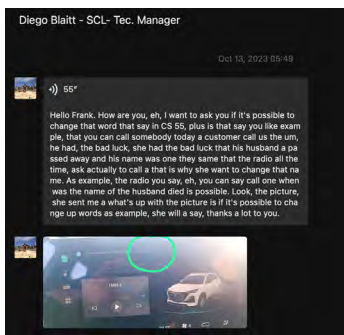 Diego Blaitt - SCL- Tec. Manager
Oct 13, 2023 05:49
55"
Hello Frank. How are you, eh, I want to ask you if it's possible to
change that word that say in CS 55, plus is that say you like exam
ple, that you can call somebody today a customer call us the um,
he had, the bad luck, she had the bad luck that his husband a pa
ssed away and his name was one they same that the radio all the
time, ask actually to call a that is why she want to change that na
me. As example, the radio you say, eh, you can say call one when
was the name of the husband died is possible. Look, the picture,
she sent me a what's up with the picture is if it's possible to cha
nge up words as example, she will a say, thanks a lot to you.